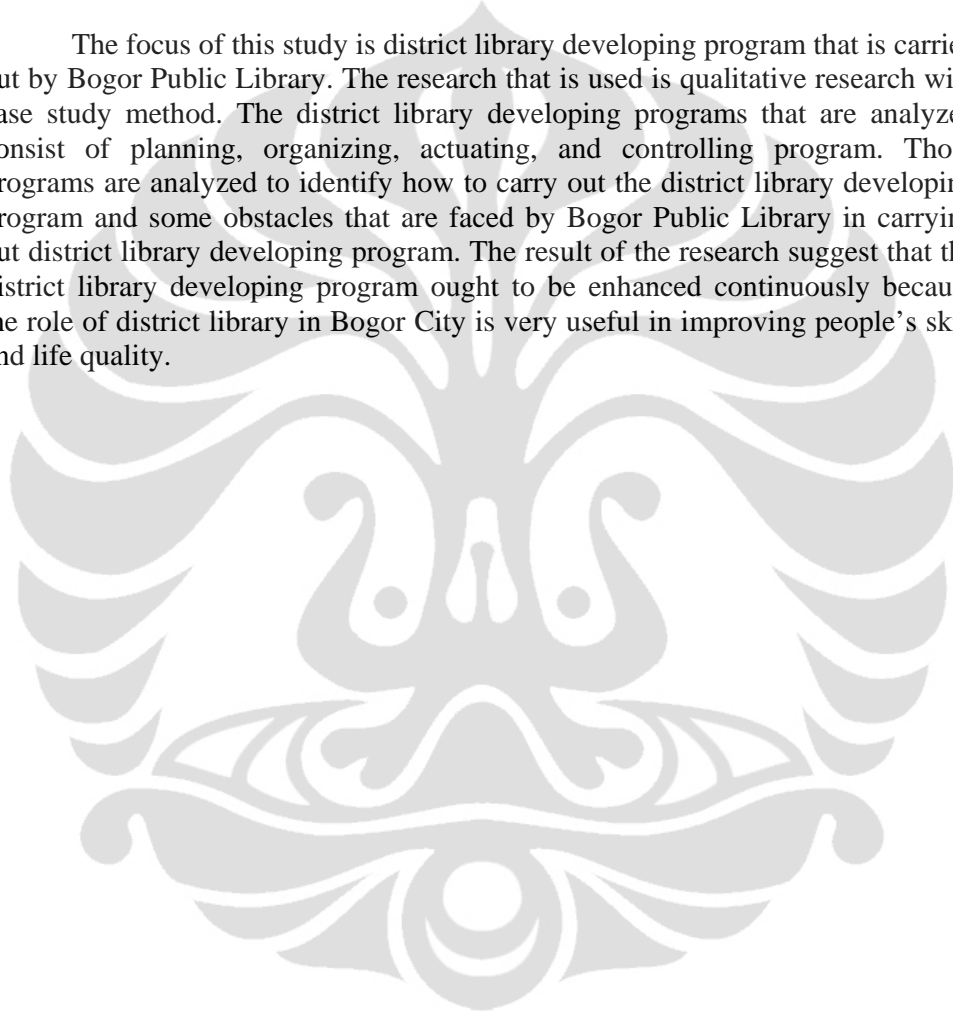 The focus of this study is district library developing program that is carrie
ut by Bogor Public Library. The research that is used is qualitative research wi
ase study method. The district library developing programs that are analyze
onsist of planning, organizing, actuating, and controlling program. Tho
rograms are analyzed to identify how to carry out the district library developin
rogram and some obstacles that are faced by Bogor Public Library in carryin
ut district library developing program. The result of the research suggest that th
istrict library developing program ought to be enhanced continuously becau
he role of district library in Bogor City is very useful in improving people’s ski
nd life quality.